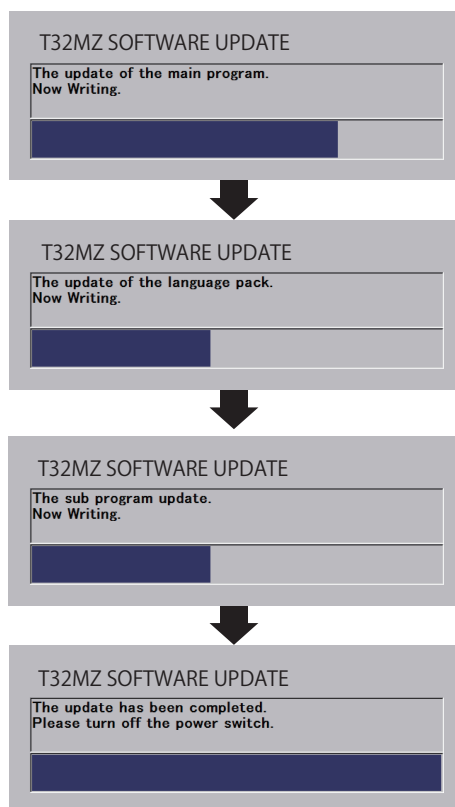 T32MZ SOFTWARE UPDATE
The update of the main program.
Now Writing.
T32MZ SOFTWARE UPDATE
The update of the language pack.
Now Writing.
T32MZ SOFTWARE UPDATE
The sub program update.
Now Writing.
T32MZ SOFTWARE UPDATE
The update has been completed.
Please turn off the power switch.